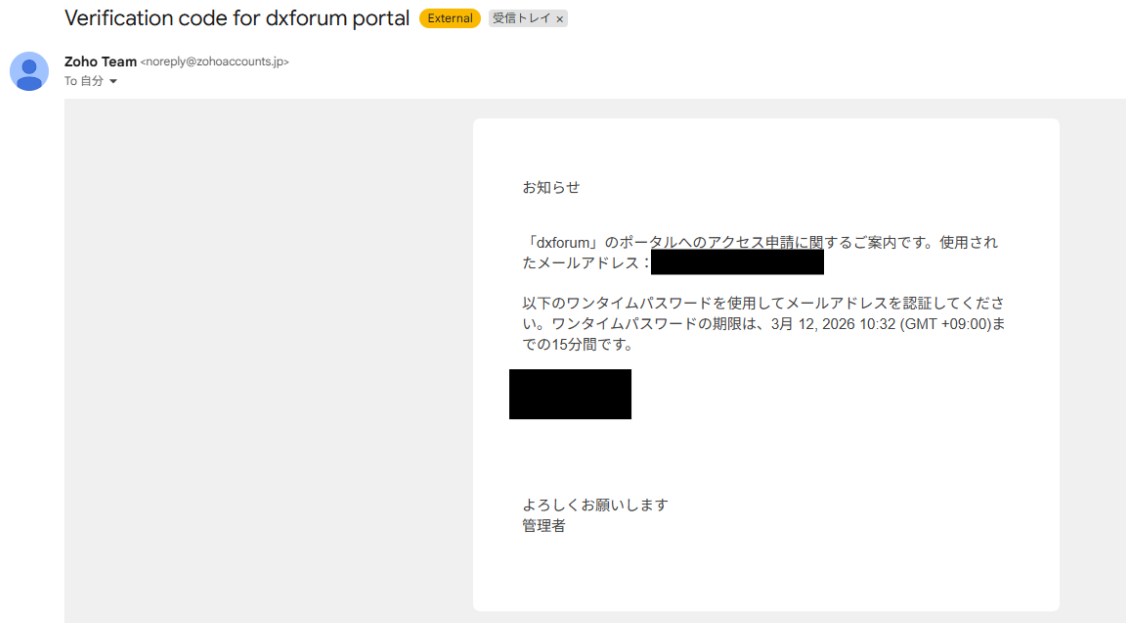 Verification code for dxforum portal External 受信トレイ ×
Zoho Team <noreply@zohoaccounts.jp>
To 自分
お知らせ
「dxforum」のポータルへのアクセス申請に関するご案内です。使用され
たメールアドレス：
以下のワンタイムパスワードを使用してメールアドレスを認証してくださ
い。ワンタイムパスワードの期限は、3月 12, 2026 10:32 (GMT +09:00)ま
での15分間です。
よろしくお願いします
管理者